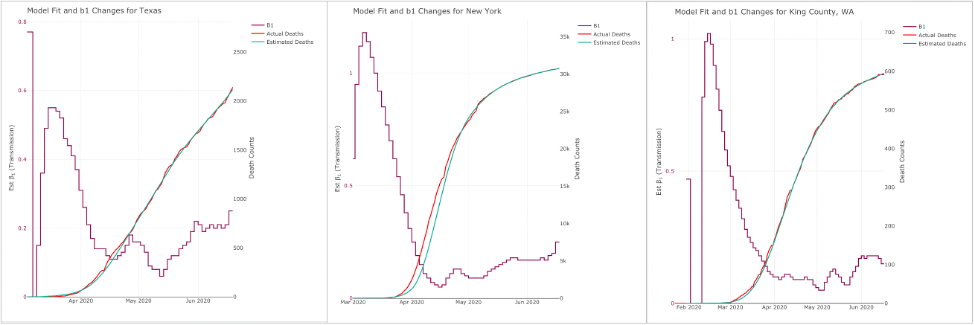 Model Fit and b1 Changes for Texas
B1
Actual Deaths
Estimated Deaths
0.8
0.6
0.4
0.2
0
Est β1 (Transmission)
2500
2000
1500
1000
500
0
Death Counts
Apr 2020
May 2020
Jun 2020
Model Fit and b1 Changes for New York
B1
Actual Deaths
Estimated Deaths
1
0.5
0
Est β1 (Transmission)
35k
30k
25k
20k
15k
10k
5k
0
Death Counts
Mar 2020
Apr 2020
May 2020
Jun 2020
Model Fit and b1 Changes for King County, WA
B1
Actual Deaths
Estimated Deaths
1
0.5
0
Est β1 (Transmission)
700
600
500
400
300
200
100
0
Death Counts
Feb 2020
Mar 2020
Apr 2020
May 2020
Jun 2020